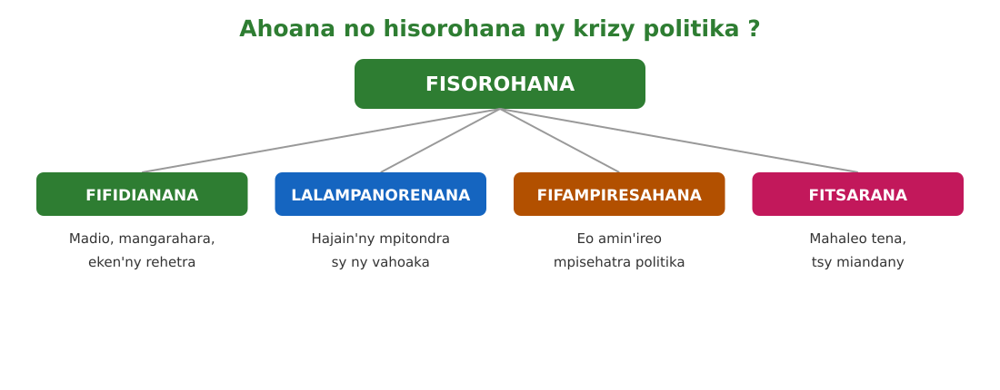 Ahoana no hisorohana ny krizy politika ?
FISOROHANA
FIFIDIANANA
LALAMPANORENANA
FIFAMPIRESAHANA
FITSARANA
Madio, mangarahara,
eken'ny rehetra
Hajain'ny mpitondra
sy ny vahoaka
Eo amin'ireo
mpisehatra politika
Mahaleo tena,
tsy miandany